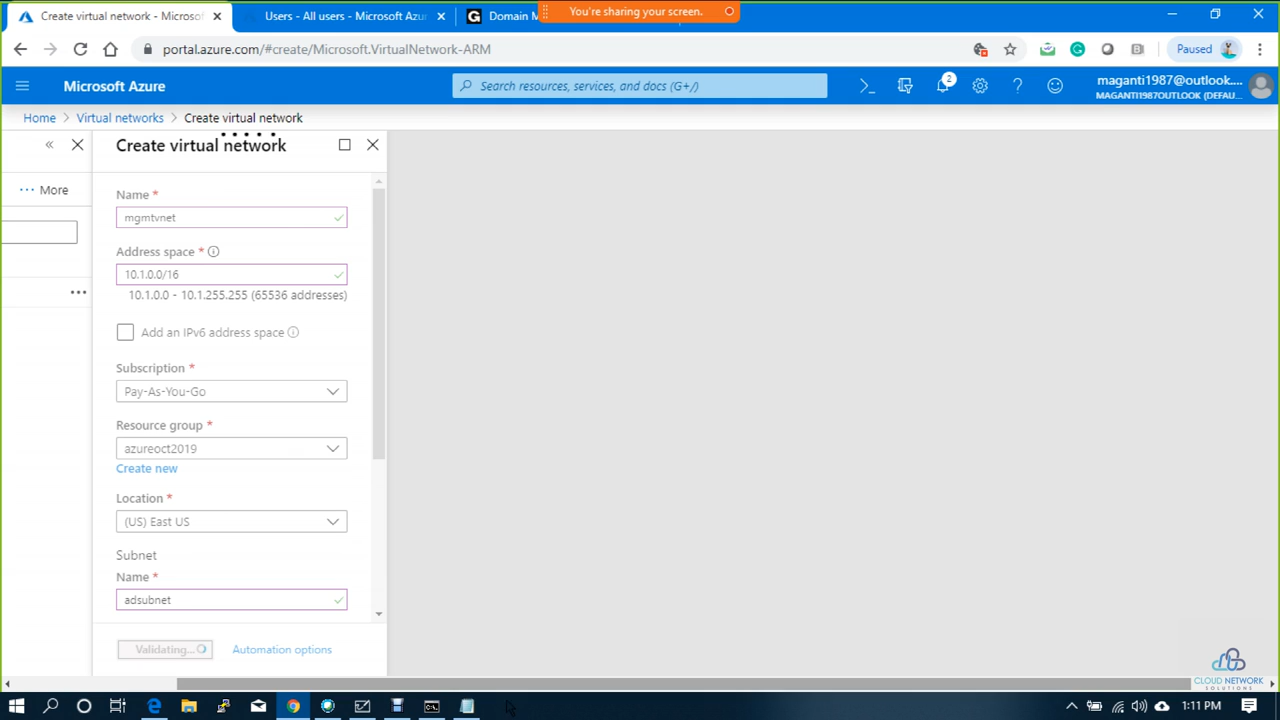 Create virtual network - Microsof
Users - All users - Microsoft Azur
Domain M
You're sharing your screen.
portal.azure.com/#create/Microsoft.VirtualNetwork-ARM
Paused
Microsoft Azure
Search resources, services, and docs (G+/)
2
maganti1987@outlook....
MAGANTI1987OUTLOOK (DEFAU...
Home > Virtual networks > Create virtual network
Create virtual network
More
Name *
mgmtvnet
Address space *
10.1.0.0/16
10.1.0.0 - 10.1.255.255 (65536 addresses)
Add an IPv6 address space
Subscription *
Pay-As-You-Go
Resource group *
azureoct2019
Create new
Location *
(US) East US
Subnet
Name *
adsubnet
Validating...
Automation options
CLOUD NETWORK
SOLUTIONS
1:11 PM